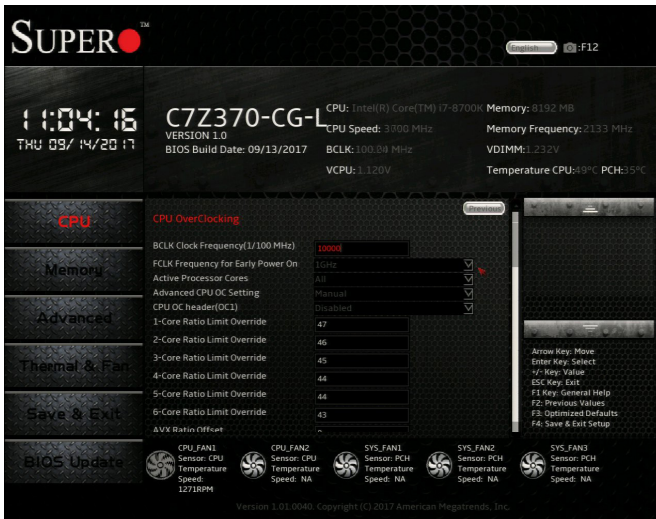 SUPER TM
English :F12
11:04:16
THU 09/14/2017
C7Z370-CG-L
VERSION 1.0
BIOS Build Date: 09/13/2017
CPU: Intel(R) Core(TM) i7-8700K
CPU Speed: 3700 MHz
BCLK:100.04 MHz
VCPU:1.120V
Memory: 8192 MB
Memory Frequency:2133 MHz
VDIMM:1.232V
Temperature CPU:49°C PCH:35°C
CPU
Memory
Advanced
Thermal & Fan
Save & Exit
BIOS Update
CPU OverClocking
Previous
BCLK Clock Frequency(1/100 MHz) 10000
FCLK Frequency for Early Power On 1GHz
Active Processor Cores All
Advanced CPU OC Setting Manual
CPU OC header(OC1) Disabled
1-Core Ratio Limit Override 47
2-Core Ratio Limit Override 46
3-Core Ratio Limit Override 45
4-Core Ratio Limit Override 44
5-Core Ratio Limit Override 44
6-Core Ratio Limit Override 43
AVX Ratio Offset
Arrow Key: Move
Enter Key: Select
+/- Key: Value
ESC Key: Exit
F1 Key: General Help
F2: Previous Values
F3: Optimized Defaults
F4: Save & Exit Setup
CPU_FAN1
Sensor: CPU
Temperature
Speed:
1271RPM
CPU_FAN2
Sensor: CPU
Temperature
Speed: NA
SYS_FAN1
Sensor: PCH
Temperature
Speed: NA
SYS_FAN2
Sensor: PCH
Temperature
Speed: NA
SYS_FAN3
Sensor: PCH
Temperature
Speed: NA
Version 1.01.0040. Copyright (C) 2017 American Megatrends, Inc.